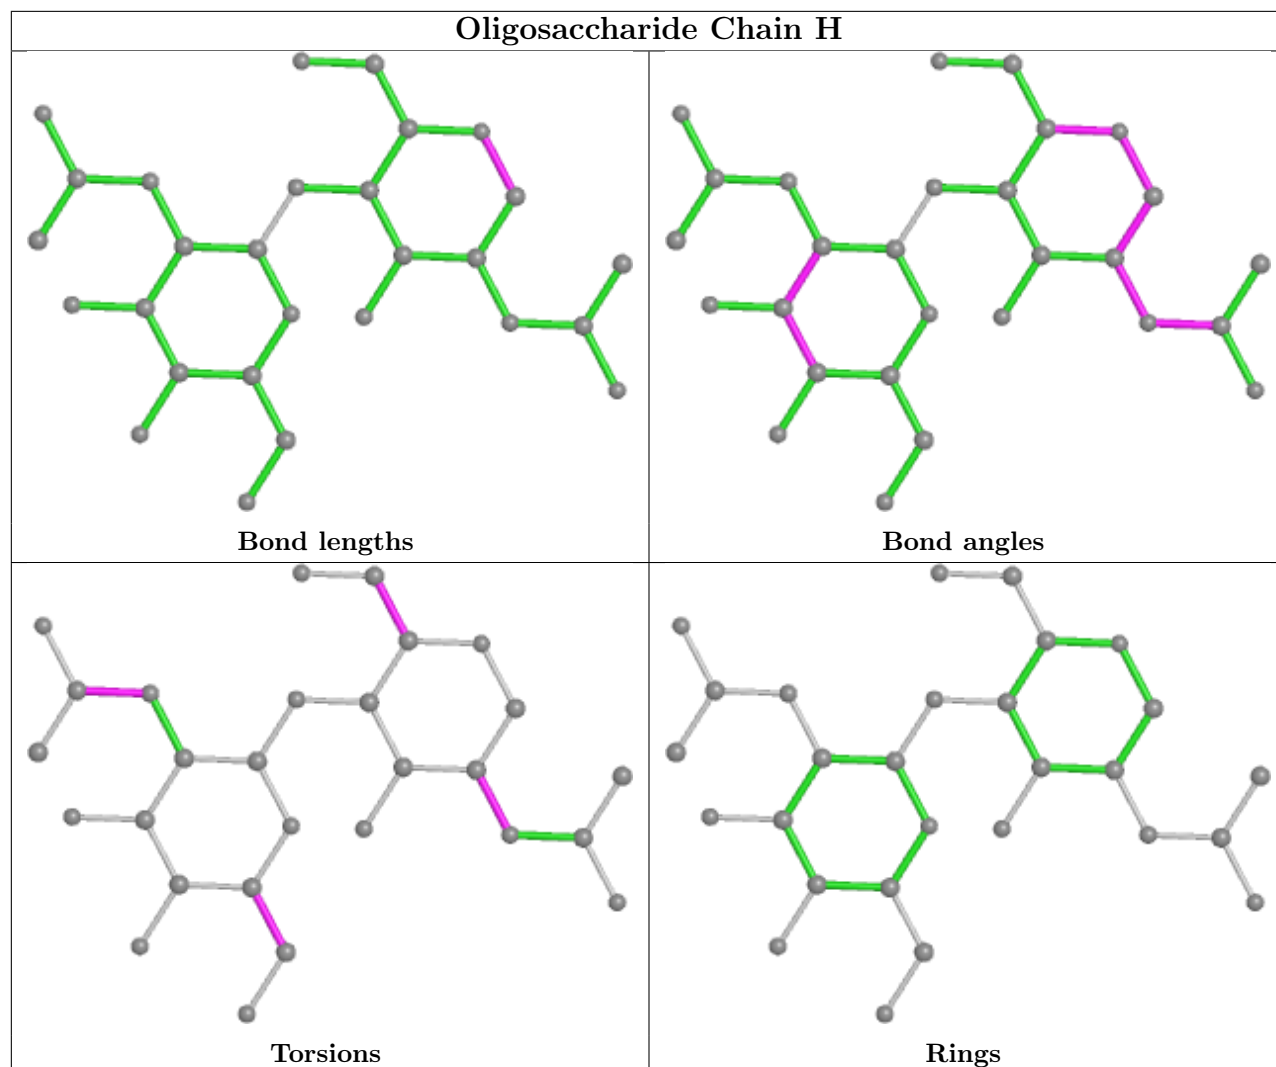 Oligosaccharide Chain H
Bond lengths
Bond angles
Torsions
Rings